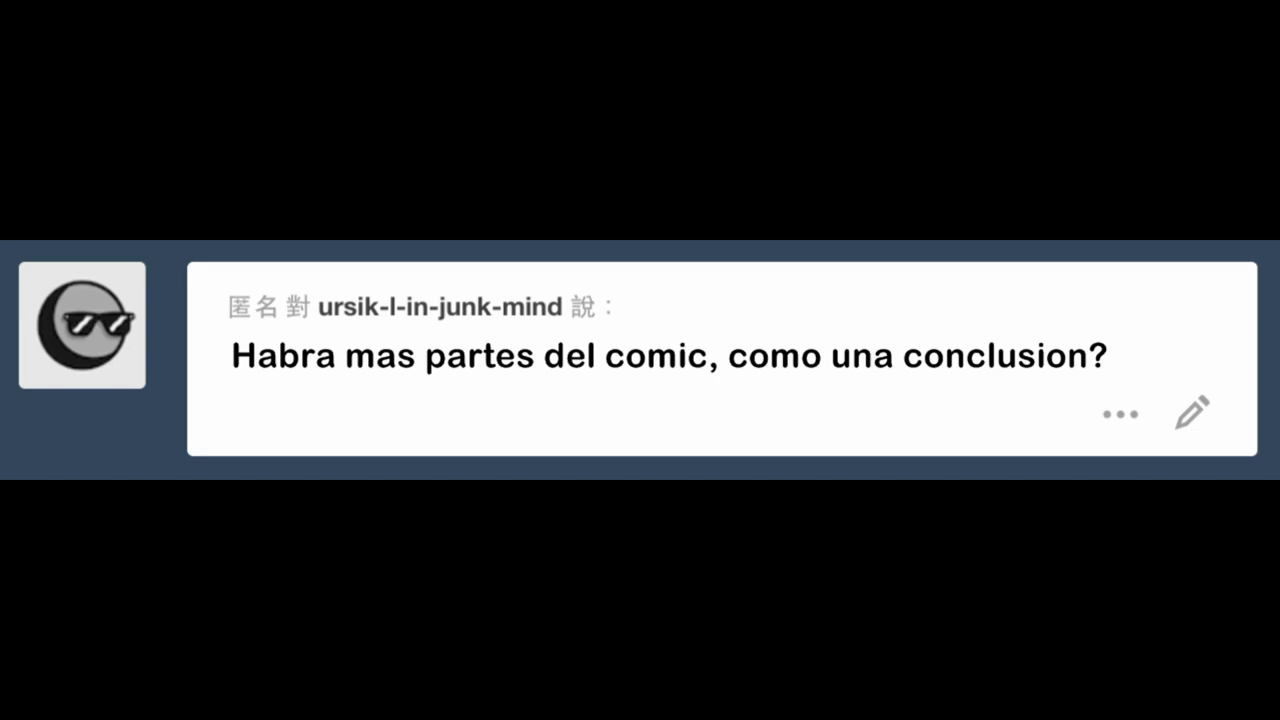 匿名對 ursik-l-in-junk-mind 說：
Habra mas partes del comic, como una conclusion?